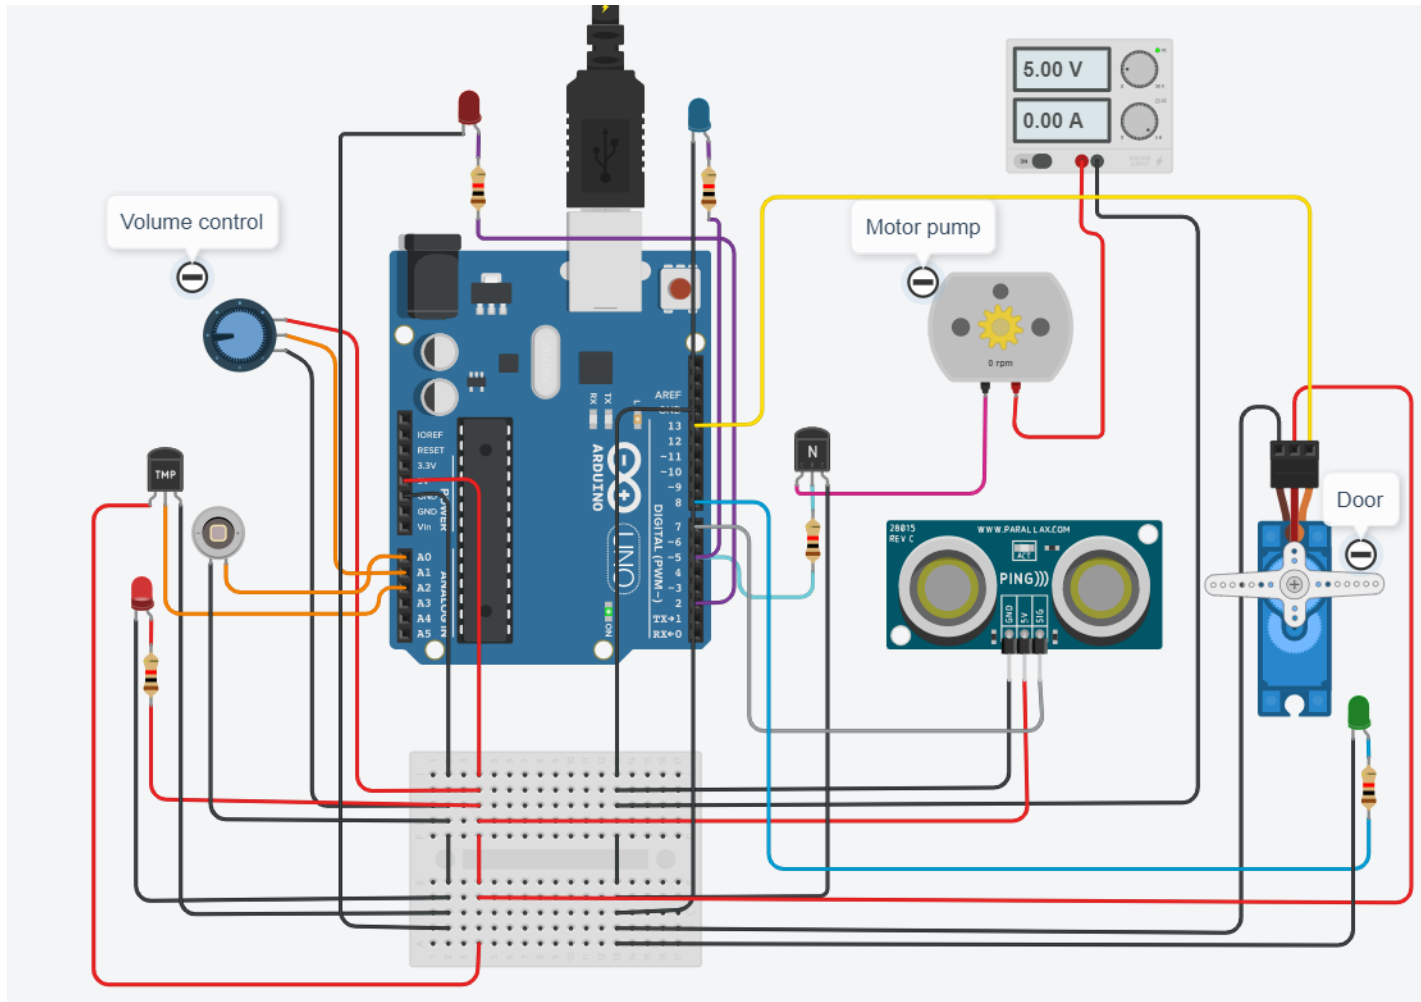 5.00 V
0.00 A
Volume control
Motor pump
0 rpm
TMP
N
Door
AREF
GND
13
12
~11
~10
~9
8
7
~6
~5
4
~3
2
TX→1
RX←0
DIGITAL (PWM~)
IOREF
RESET
3.3V
5V
GND
GND
Vin
POWER
A0
A1
A2
A3
A4
A5
ANALOG IN
RX
TX
L
ARDUINO
UNO
ON
28015
REV C
WWW.PARALLAX.COM
ACT
PING)))
GND
5V
SIG